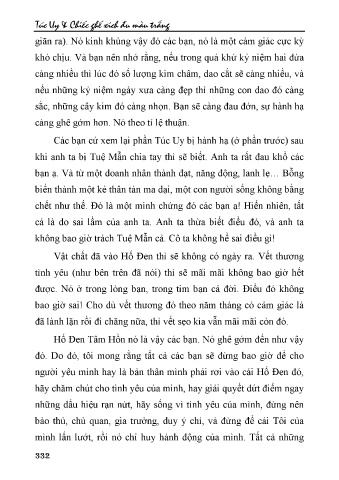 Túc Uy & Chiếc ghế xích đu màu trắng
giãn ra). Nó kinh khủng vậy đó các bạn, nó là một cảm giác cực kỳ
khó chịu. Và bạn nên nhớ rằng, nếu trong quá khứ kỷ niệm hai đứa
càng nhiều thì lúc đó số lượng kim châm, dao cắt sẽ càng nhiều, và
nếu những kỷ niệm ngày xưa càng đẹp thì những con dao đó càng
sắc, những cây kim đó càng nhọn. Bạn sẽ càng đau đớn, sự hành hạ
càng ghê gớm hơn. Nó theo tỉ lệ thuận.
Các bạn cứ xem lại phần Túc Uy bị hành hạ (ở phần trước) sau
khi anh ta bị Tuệ Mẫn chia tay thì sẽ biết. Anh ta rất đau khổ các
bạn ạ. Và từ một doanh nhân thành đạt, năng động, lanh lẹ… Bỗng
biến thành một kẻ thân tàn ma dại, một con người sống không bằng
chết như thế. Đó là một minh chứng đó các bạn ạ! Hiển nhiên, tất
cả là do sai lầm của anh ta. Anh ta thừa biết điều đó, và anh ta
không bao giờ trách Tuệ Mẫn cả. Cô ta không hề sai điều gì!
Vật chất đã vào Hố Đen thì sẽ không có ngày ra. Vết thương
tình yêu (như bên trên đã nói) thì sẽ mãi mãi không bao giờ hết
được. Nó ở trong lòng bạn, trong tim bạn cả đời. Điều đó không
bao giờ sai! Cho dù vết thương đó theo năm tháng có cảm giác là
đã lành lặn rồi đi chăng nữa, thì vết sẹo kia vẫn mãi mãi còn đó.
Hố Đen Tâm Hồn nó là vậy các bạn. Nó ghê gớm đến như vậy
đó. Do đó, tôi mong rằng tất cả các bạn sẽ đừng bao giờ để cho
người yêu mình hay là bản thân mình phải rơi vào cái Hố Đen đó,
hãy chăm chút cho tình yêu của mình, hay giải quyết dứt điểm ngay
những dấu hiệu rạn nứt, hãy sống vì tình yêu của mình, đừng nên
bảo thủ, chủ quan, gia trưởng, duy ý chí, và đừng để cái Tôi của
mình lấn lướt, rồi nó chỉ huy hành động của mình. Tất cả những
332